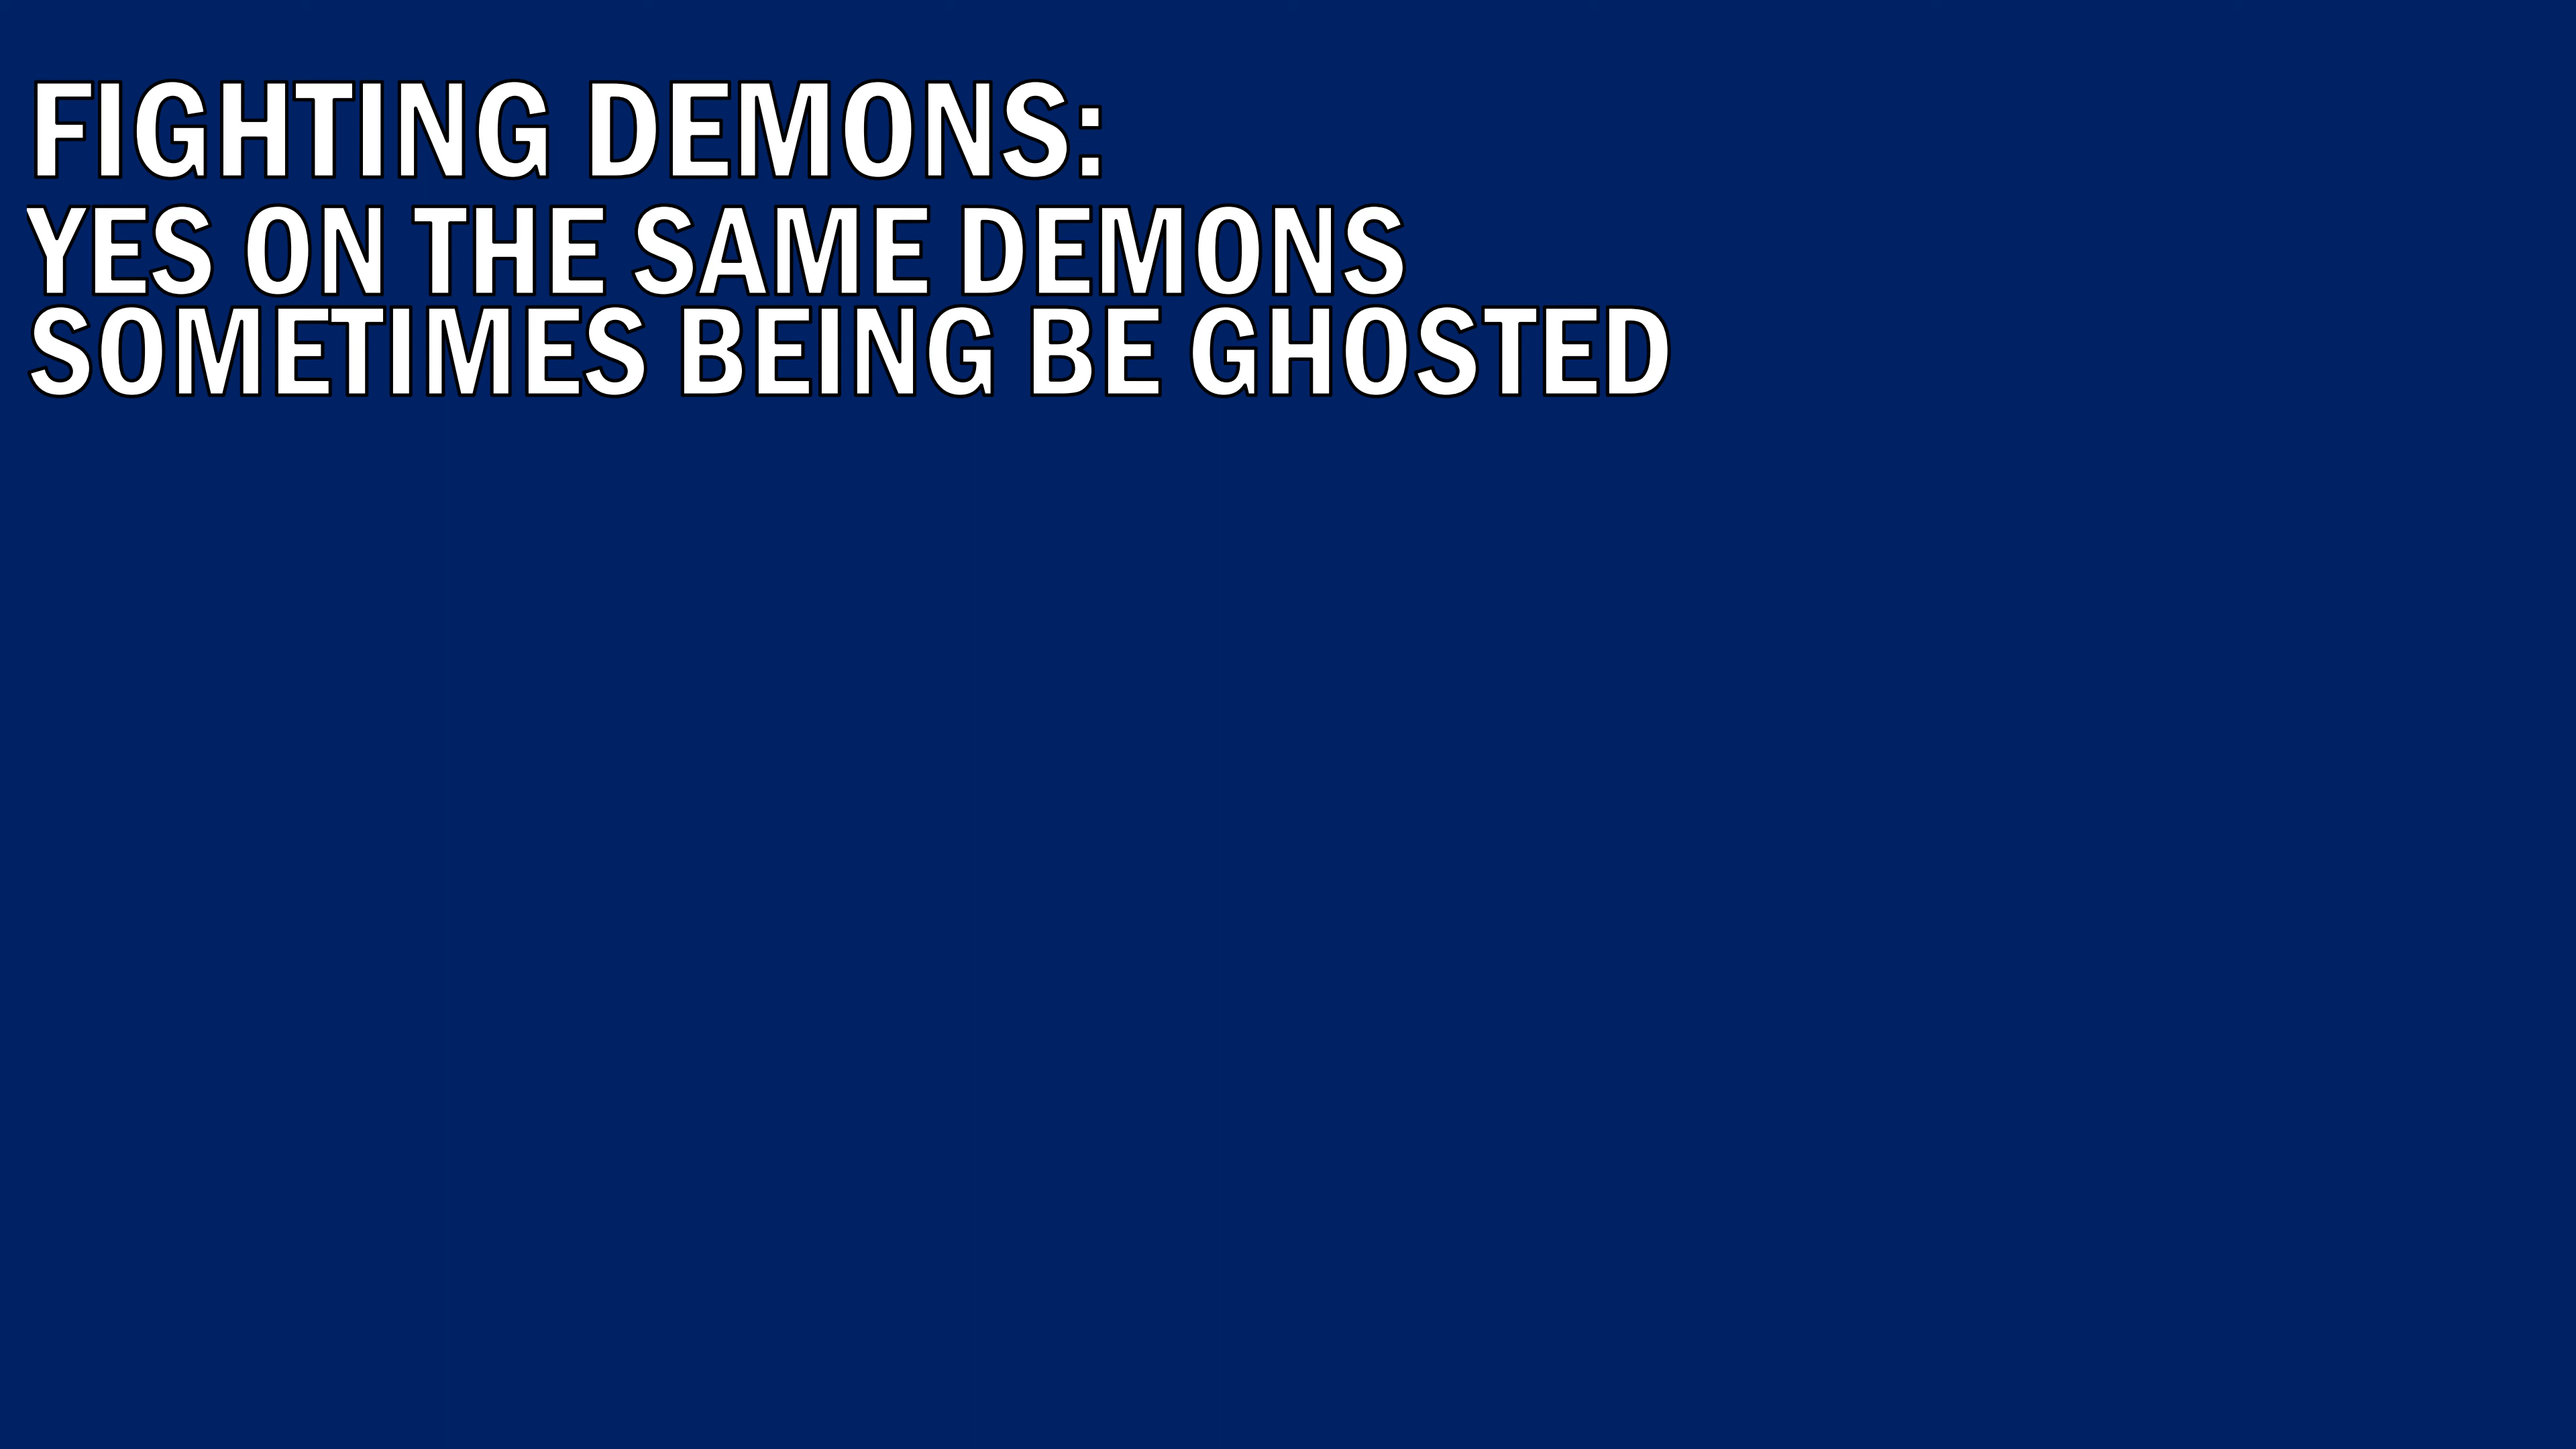 FIGHTING DEMONS:
YES ON THE SAME DEMONS
SOMETIMES BEING BE GHOSTED